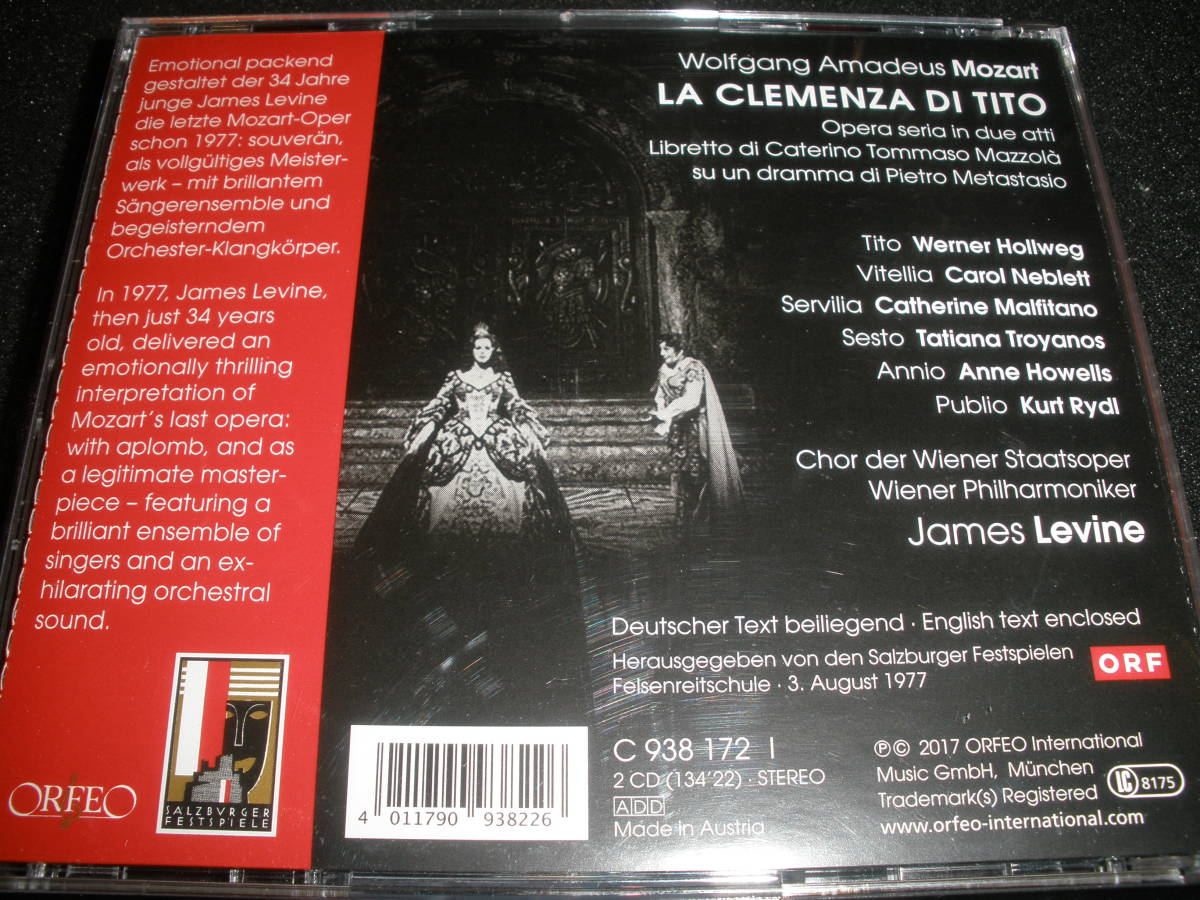 Emotional packend
gestaltet der 34 Jahre
junge James Levine
die letzte Mozart-Oper
schon 1977: souverän,
als vollgültiges Meister-
werk – mit brillantem
Sängerensemble und
begeisterndem
Orchester-Klangkörper.
In 1977, James Levine,
then just 34 years
old, delivered an
emotionally thrilling
interpretation of
Mozart's last opera:
with aplomb, and as
a legitimate master-
piece – featuring a
brilliant ensemble of
singers and an ex-
hilarating orchestral
sound.
ORFEO
SALZBVRGER
FESTSPIELE
Wolfgang Amadeus Mozart
LA CLEMENZA DI TITO
Opera seria in due atti
Libretto di Caterino Tommaso Mazzolà
su un dramma di Pietro Metastasio
Tito Werner Hollweg
Vitellia Carol Neblett
Servilia Catherine Malfitano
Sesto Tatiana Troyanos
Annio Anne Howells
Publio Kurt Rydl
Chor der Wiener Staatsoper
Wiener Philharmoniker
James Levine
Deutscher Text beiliegend · English text enclosed
Herausgegeben von den Salzburger Festspielen
Felsenreitschule · 3. August 1977
ORF
C 938 172 I
2 CD (134'22) · STEREO
ADD
Made in Austria
℗© 2017 ORFEO International
Music GmbH, München
Trademark(s) Registered
www.orfeo-international.com
LC 8175
4 011790 938226